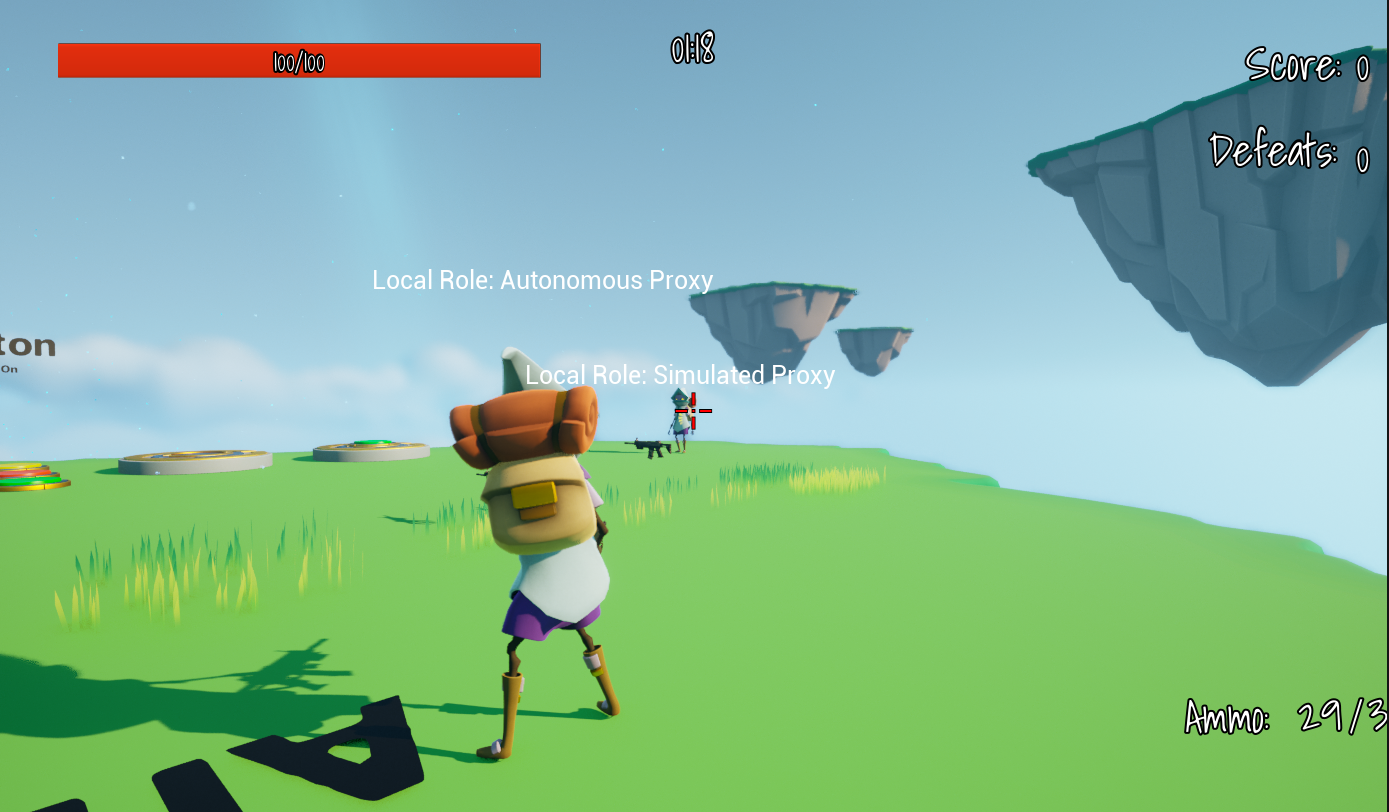 100/100
01:18
Score: 0
Defeats: 0
Local Role: Autonomous Proxy
Local Role: Simulated Proxy
On
Ammo: 29/3